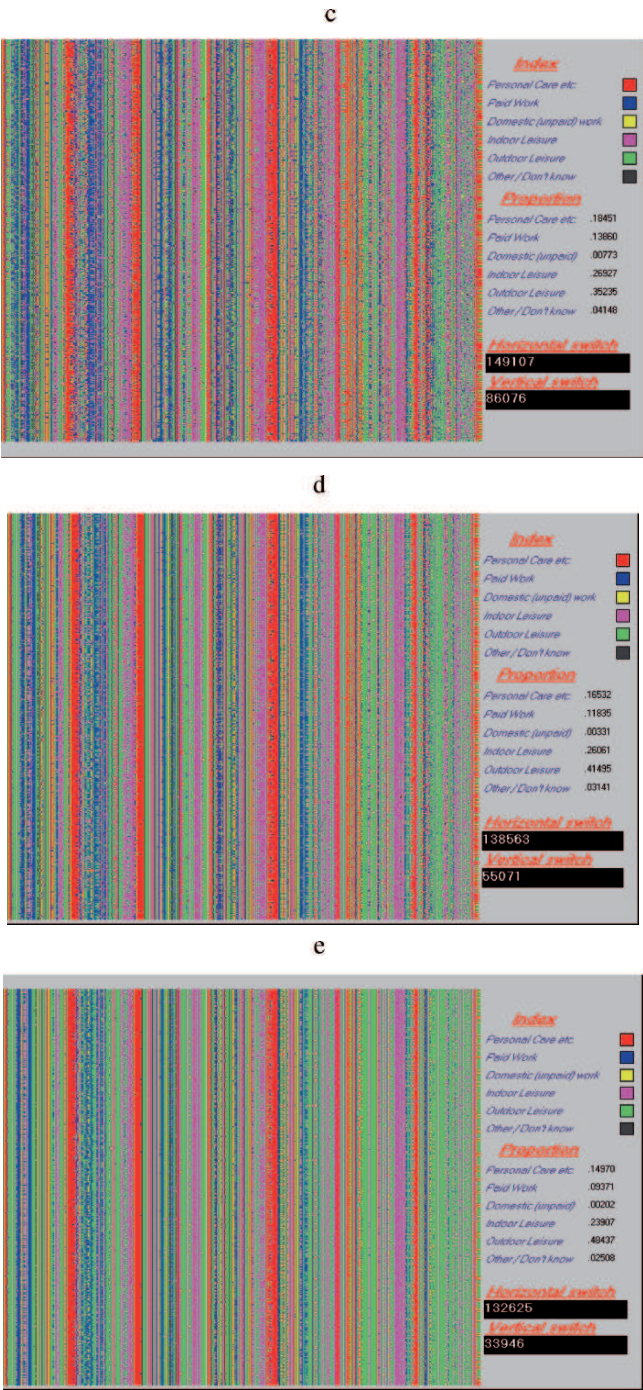 c
Index
Personal Care etc.
Paid Work
Domestic (unpaid) work
Indoor Leisure
Outdoor Leisure
Other / Don't know
Proportion
Personal Care etc. .18451
Paid Work .13860
Domestic (unpaid) .00773
Indoor Leisure .26927
Outdoor Leisure .35235
Other / Don't know .04148
Horizontal switch
149107
Vertical switch
86076
d
Index
Personal Care etc.
Paid Work
Domestic (unpaid) work
Indoor Leisure
Outdoor Leisure
Other / Don't know
Proportion
Personal Care etc. .16532
Paid Work .11835
Domestic (unpaid) .00331
Indoor Leisure .26061
Outdoor Leisure .41495
Other / Don't know .03141
Horizontal switch
138563
Vertical switch
55071
e
Index
Personal Care etc.
Paid Work
Domestic (unpaid) work
Indoor Leisure
Outdoor Leisure
Other / Don't know
Proportion
Personal Care etc. .14970
Paid Work .09371
Domestic (unpaid) .00202
Indoor Leisure .23907
Outdoor Leisure .48437
Other / Don't know .02508
Horizontal switch
132625
Vertical switch
33946